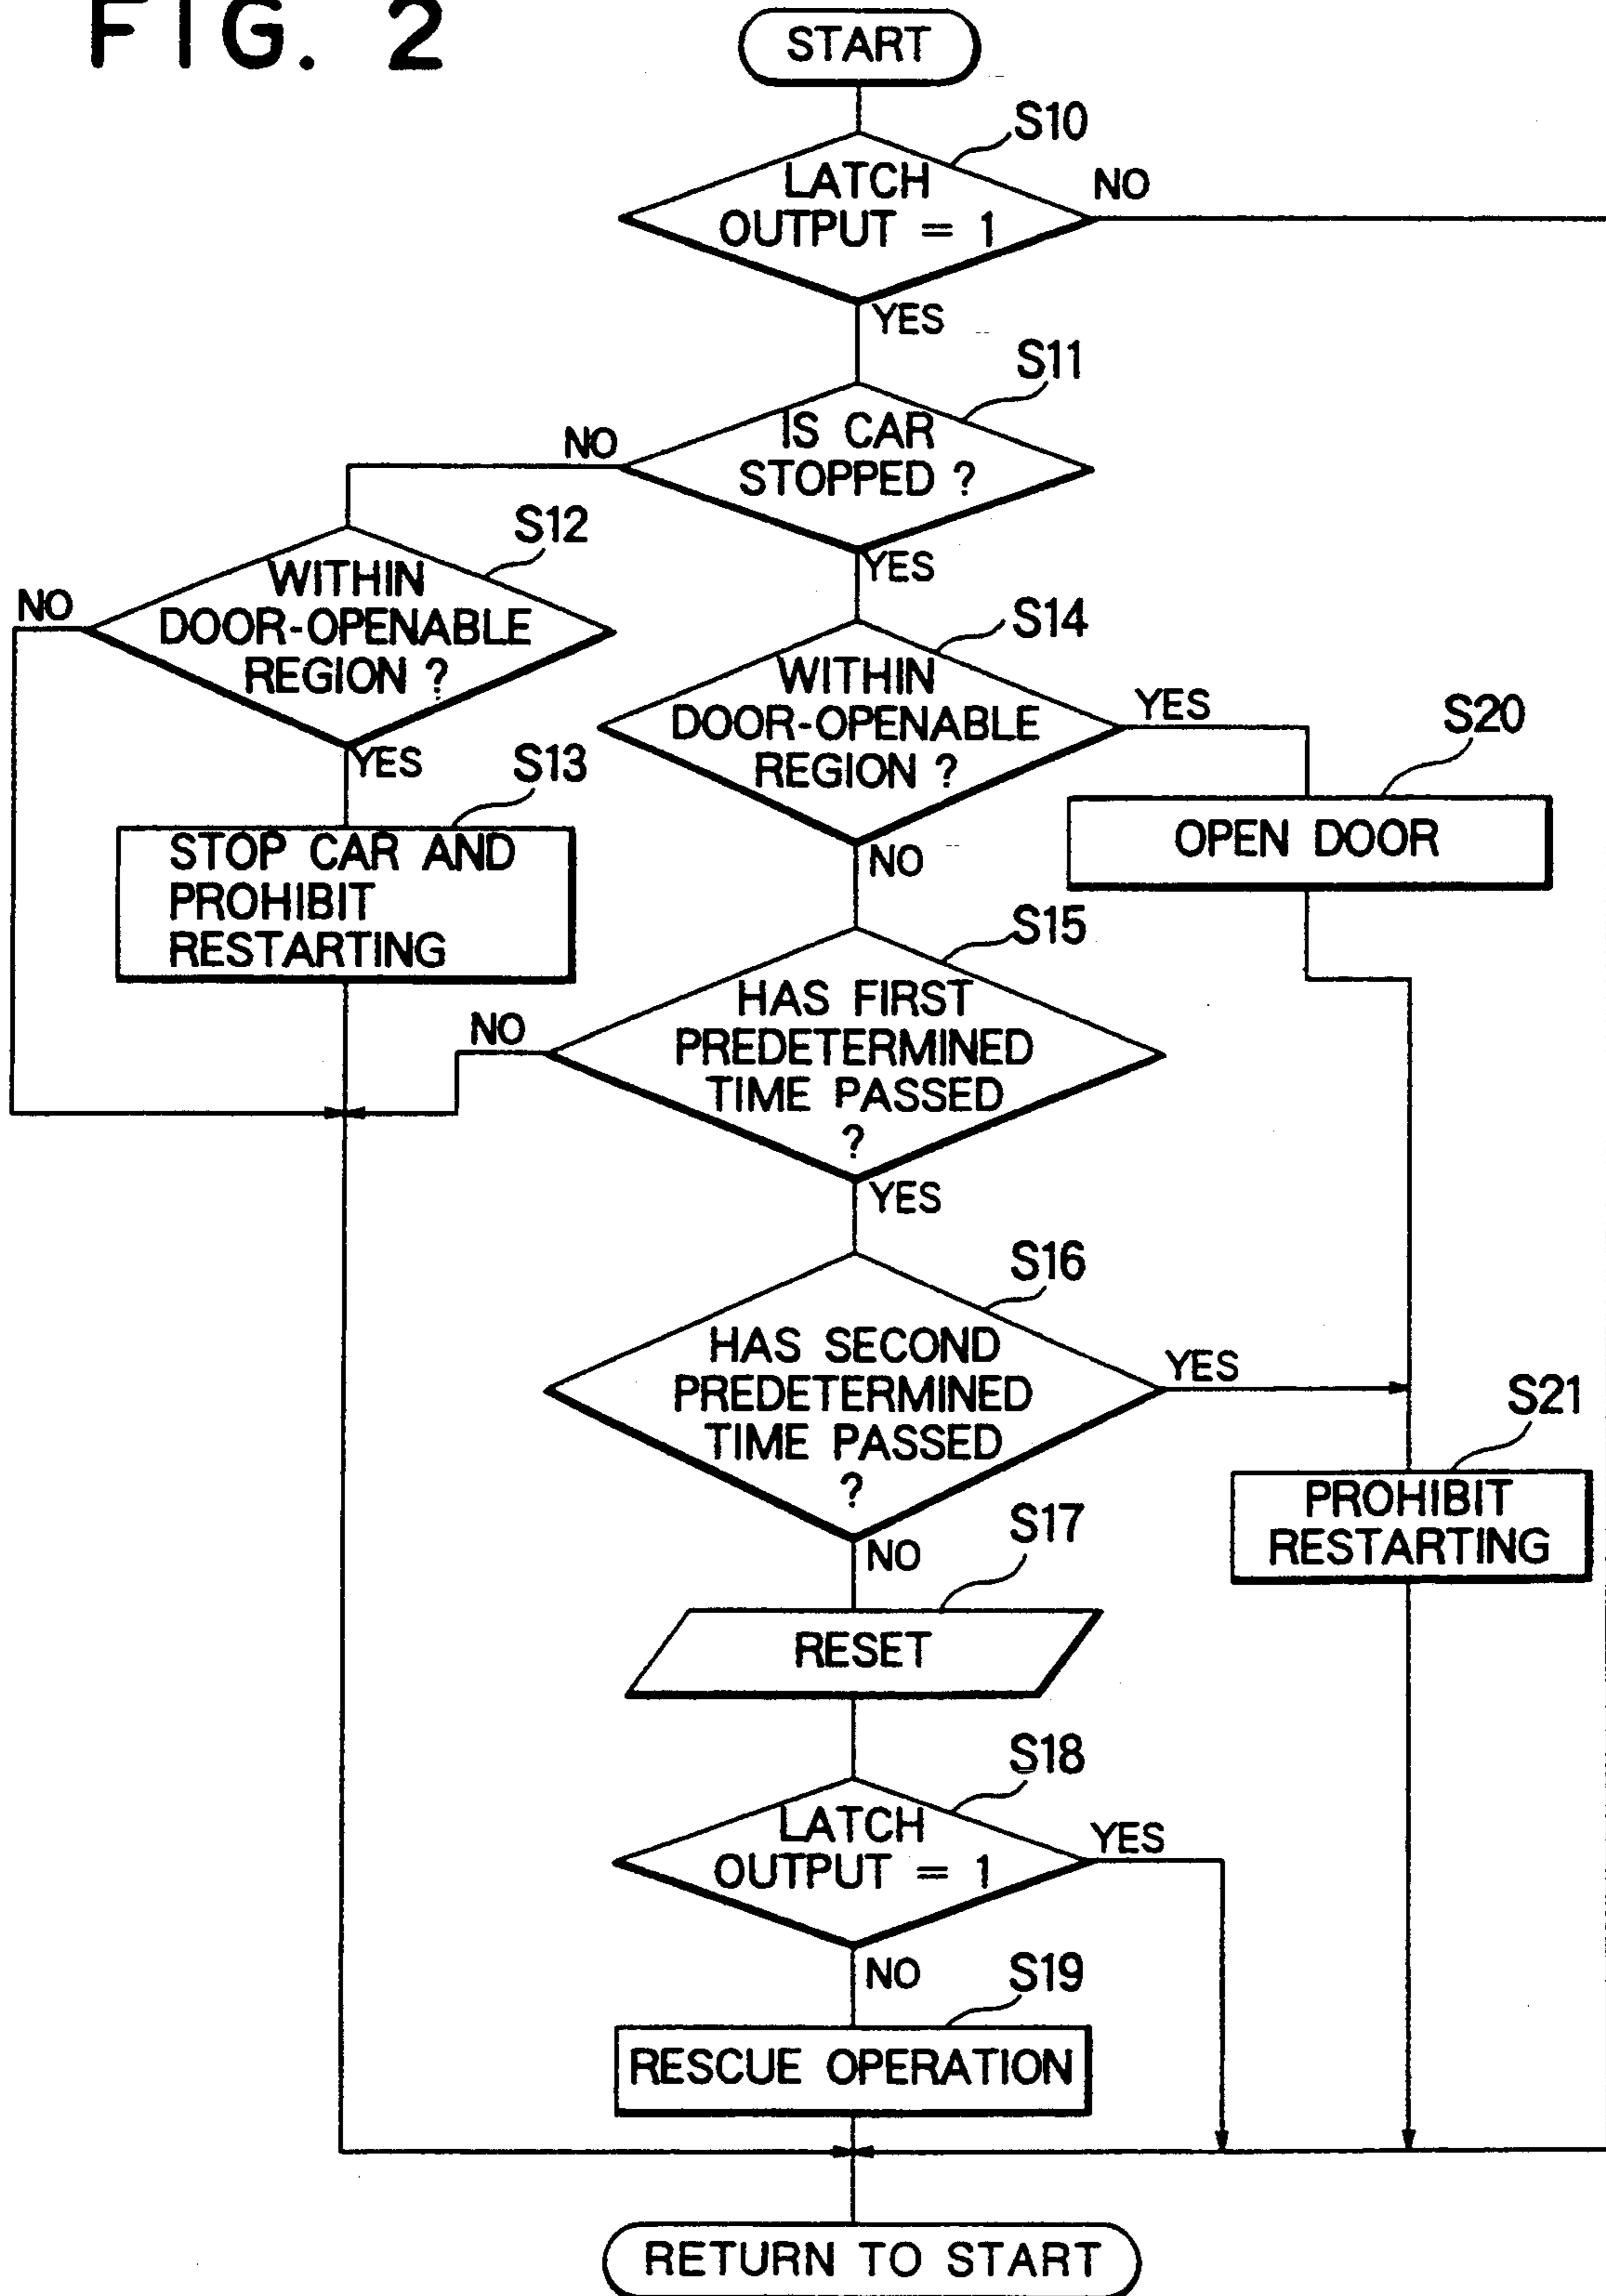 FIG. 2
START
S10
LATCH
OUTPUT = 1
NO
YES
S11
IS CAR
STOPPED ?
NO
YES
S12
WITHIN
DOOR-OPENABLE
REGION ?
NO
YES
S13
STOP CAR AND
PROHIBIT
RESTARTING
S14
WITHIN
DOOR-OPENABLE
REGION ?
YES
NO
S20
OPEN DOOR
S15
HAS FIRST
PREDETERMINED
TIME PASSED
?
NO
YES
S16
HAS SECOND
PREDETERMINED
TIME PASSED
?
YES
NO
S21
PROHIBIT
RESTARTING
S17
RESET
S18
LATCH
OUTPUT = 1
YES
NO
S19
RESCUE OPERATION
RETURN TO START